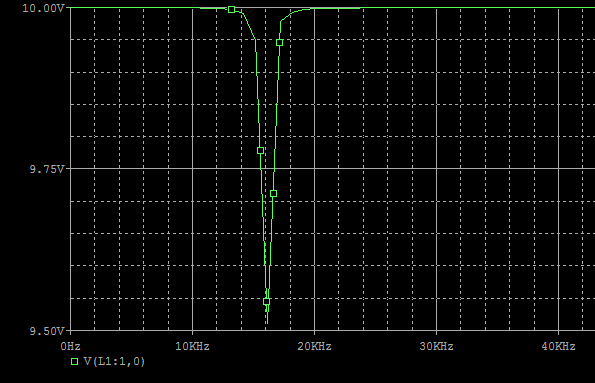 10.00V
9.75V
9.50V
0Hz 10KHz 20KHz 30KHz 40KHz
V(L1:1,0)